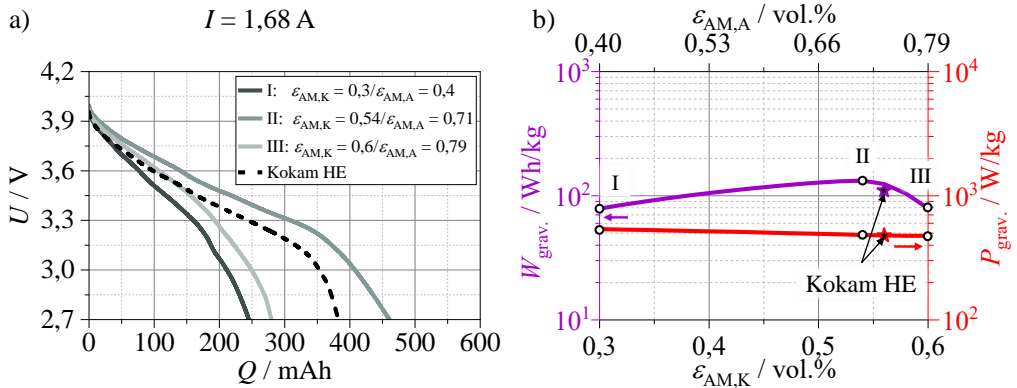 a)
I = 1,68 A
U / V
4,2
3,9
3,6
3,3
3,0
2,7
I: εAM,K = 0,3/εAM,A = 0,4
II: εAM,K = 0,54/εAM,A = 0,71
III: εAM,K = 0,6/εAM,A = 0,79
Kokam HE
0 100 200 300 400 500 600
Q / mAh
b)
εAM,A / vol.%
0,40 0,53 0,66 0,79
Wgrav. / Wh/kg
10³
10²
10¹
I
II
III
Kokam HE
10⁴
10³
10²
Pgrav. / W/kg
0,3 0,4 0,5 0,6
εAM,K / vol.%